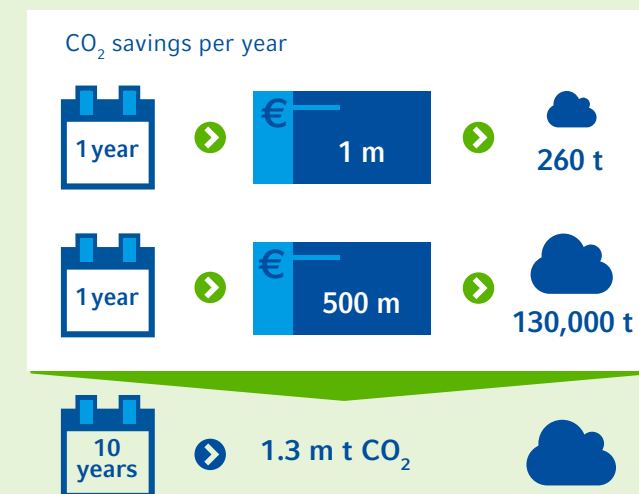 CO₂ savings per year
1 year
€
1 m
260 t
1 year
€
500 m
130,000 t
10
years
1.3 m t CO₂